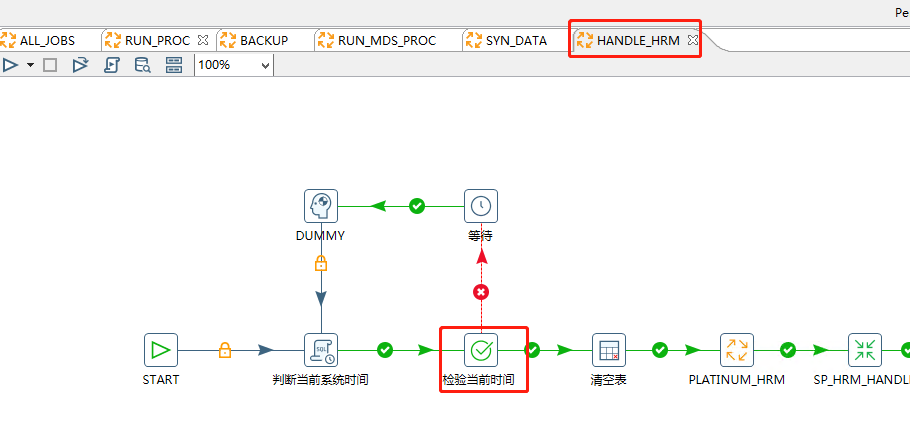 Pe
ALL_JOBS
RUN_PROC
BACKUP
RUN_MDS_PROC
SYN_DATA
HANDLE_HRM
100%
DUMMY
等待
SQL
START
判断当前系统时间
检验当前时间
清空表
PLATINUM_HRM
SP_HRM_HANDL